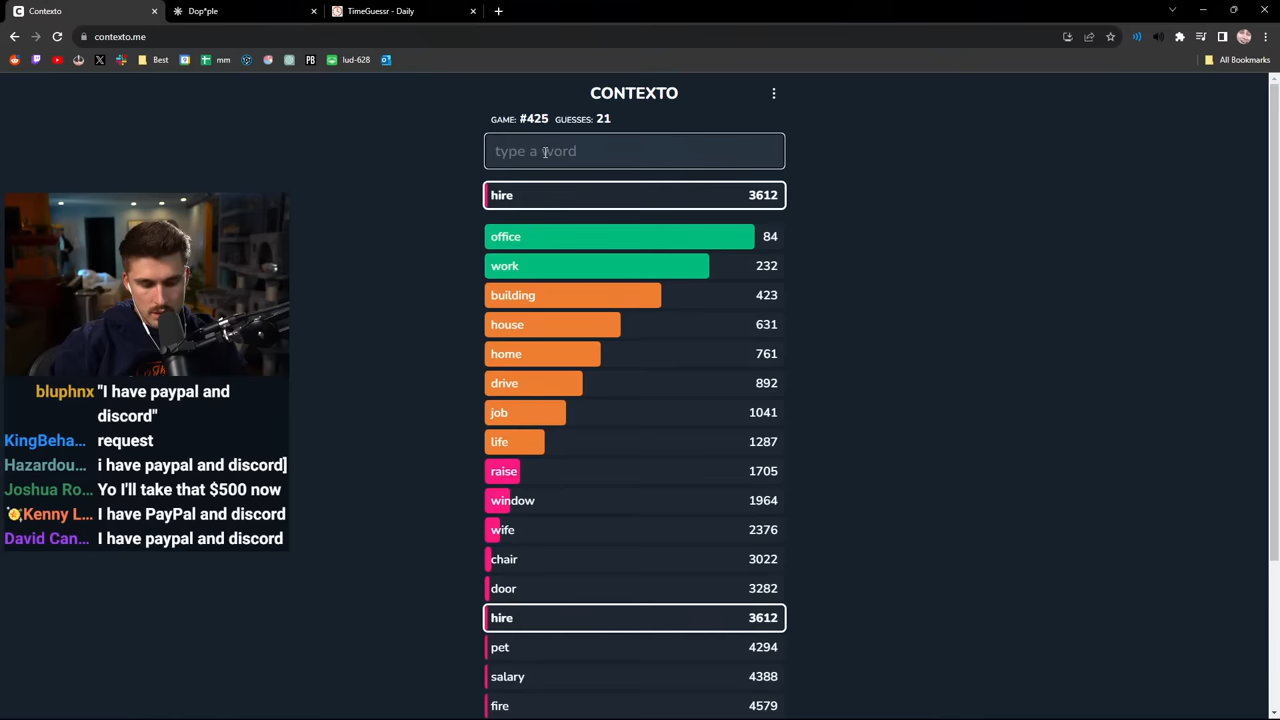 Contexto
Dop*ple
TimeGuessr - Daily
contexto.me
Best
mm
PB
lud-628
All Bookmarks
CONTEXTO
GAME: #425 GUESSES: 21
type a word
hire 3612
office 84
work 232
building 423
house 631
home 761
drive 892
job 1041
life 1287
raise 1705
window 1964
wife 2376
chair 3022
door 3282
hire 3612
pet 4294
salary 4388
fire 4579
bluphnx "I have paypal and
discord"
KingBeha... request
Hazardou... i have paypal and discord]
Joshua Ro... Yo I'll take that $500 now
Kenny L... I have PayPal and discord
David Can... I have paypal and discord